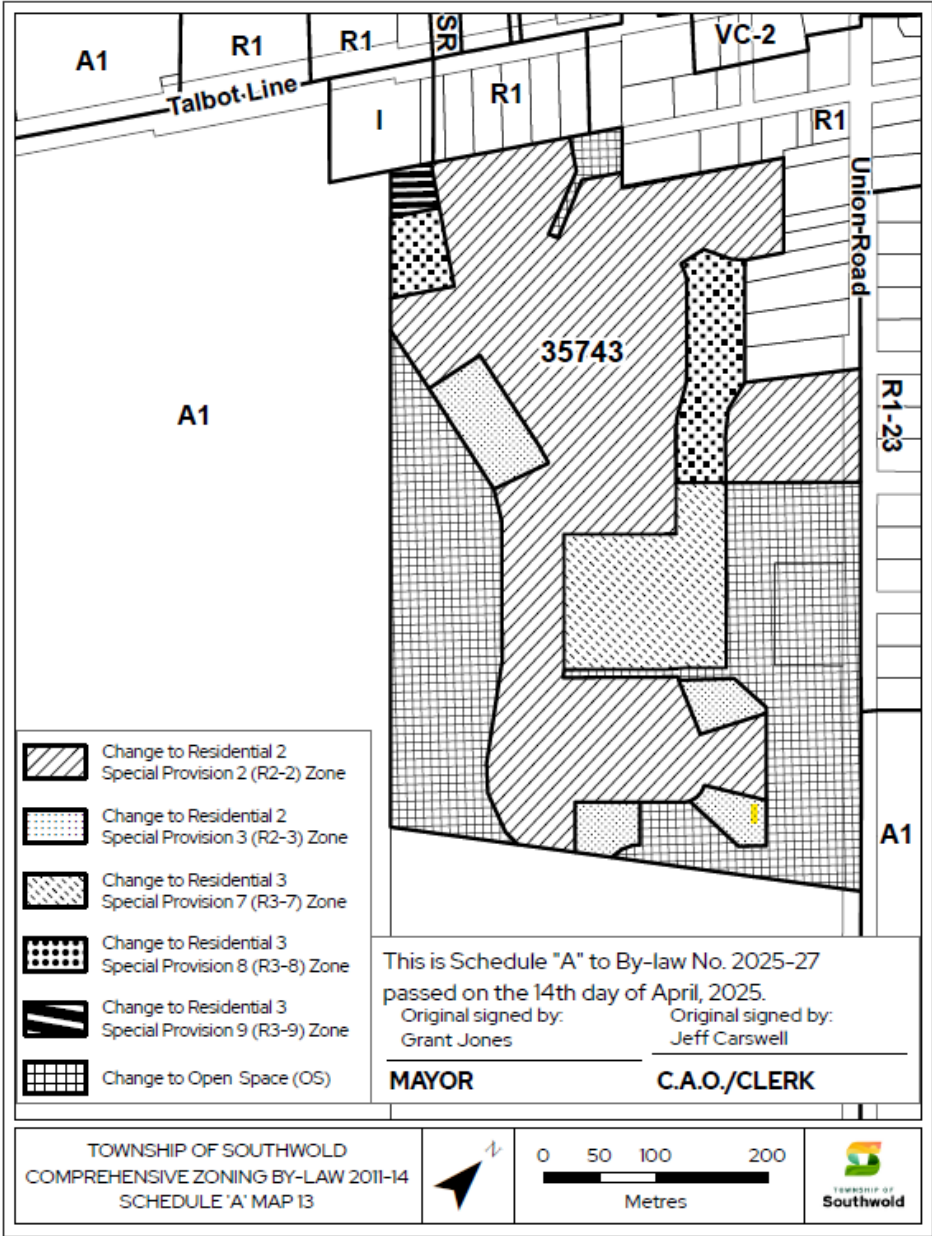 A1
R1
R1
SR
VC-2
Talbot Line
I
R1
R1
Union Road
35743
A1
R1-23
A1
Change to Residential 2
Special Provision 2 (R2-2) Zone
Change to Residential 2
Special Provision 3 (R2-3) Zone
Change to Residential 3
Special Provision 7 (R3-7) Zone
Change to Residential 3
Special Provision 8 (R3-8) Zone
Change to Residential 3
Special Provision 9 (R3-9) Zone
Change to Open Space (OS)
This is Schedule "A" to By-law No. 2025-27
passed on the 14th day of April, 2025.
Original signed by:
Grant Jones
MAYOR
Original signed by:
Jeff Carswell
C.A.O./CLERK
TOWNSHIP OF SOUTHWOLD
COMPREHENSIVE ZONING BY-LAW 2011-14
SCHEDULE 'A' MAP 13
N
0 50 100 200
Metres
TOWNSHIP OF
Southwold